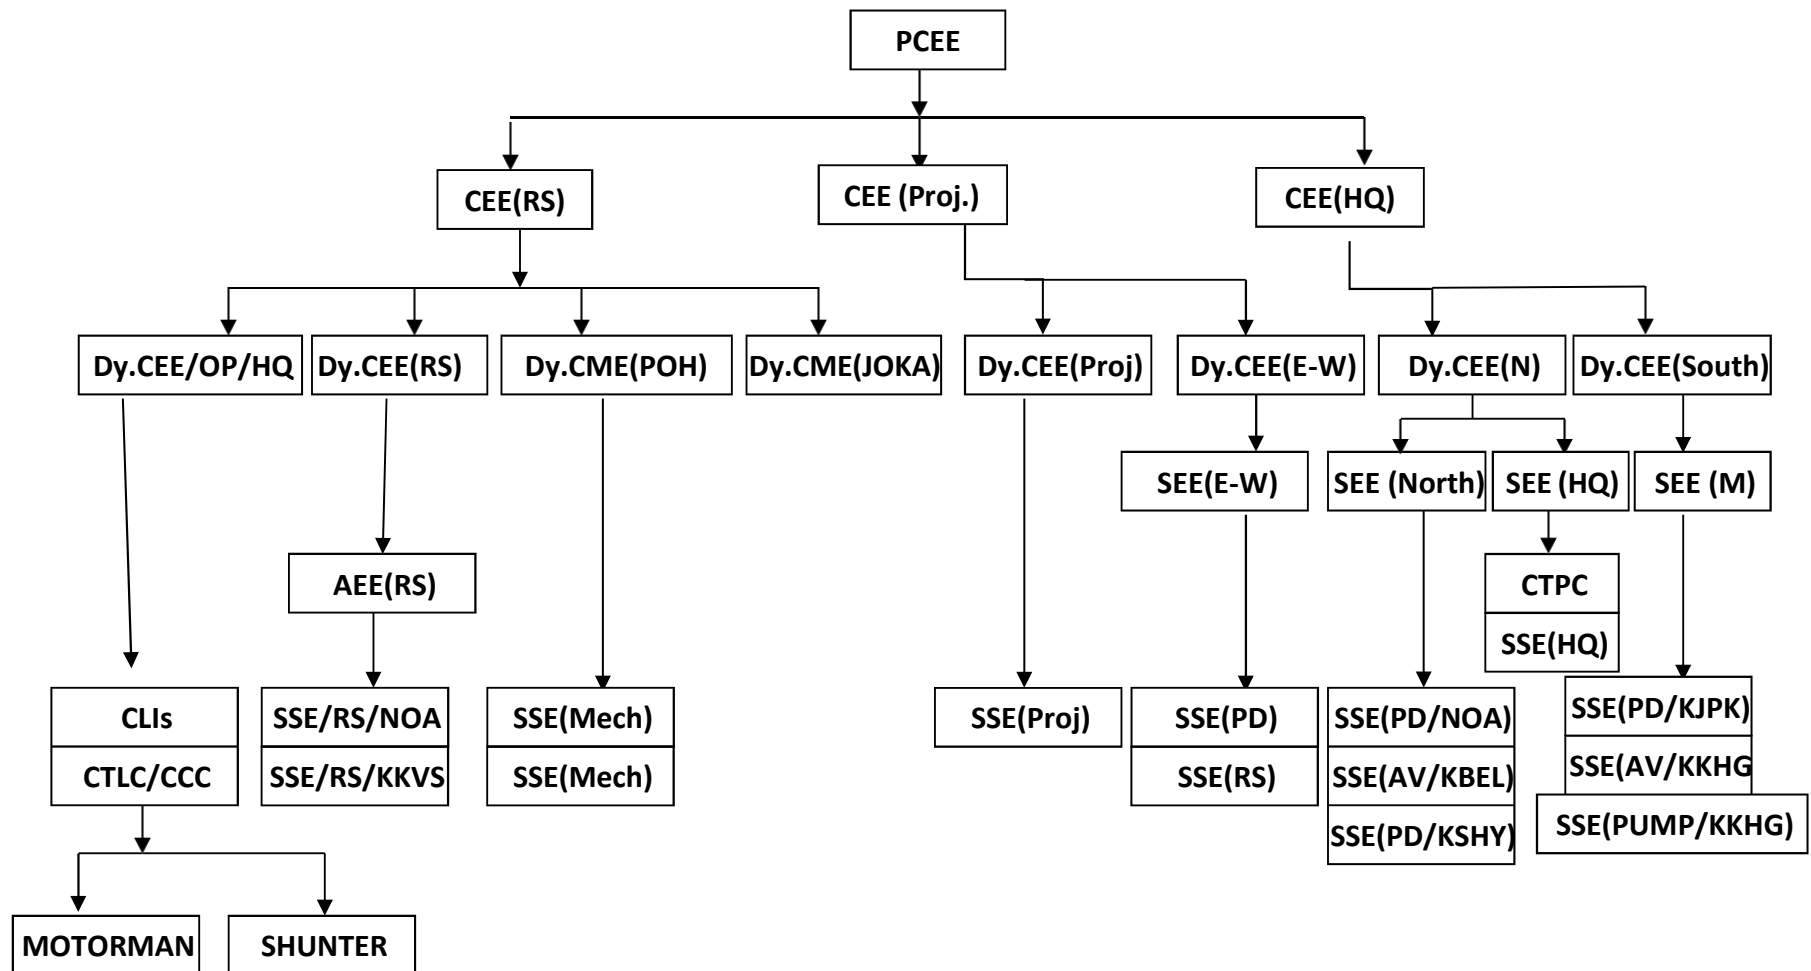 PCEE
CEE(RS)
CEE (Proj.)
CEE(HQ)
Dy.CEE/OP/HQ
Dy.CEE(RS)
Dy.CME(POH)
Dy.CME(JOKA)
Dy.CEE(Proj)
Dy.CEE(E-W)
Dy.CEE(N)
Dy.CEE(South)
SEE(E-W)
SEE (North)
SEE (HQ)
SEE (M)
AEE(RS)
CTPC
SSE(HQ)
CLIs
CTLC/CCC
SSE/RS/NOA
SSE/RS/KKVS
SSE(Mech)
SSE(Mech)
SSE(Proj)
SSE(PD)
SSE(RS)
SSE(PD/NOA)
SSE(AV/KBEL)
SSE(PD/KSHY)
SSE(PD/KJPK)
SSE(AV/KKHG
SSE(PUMP/KKHG)
MOTORMAN
SHUNTER